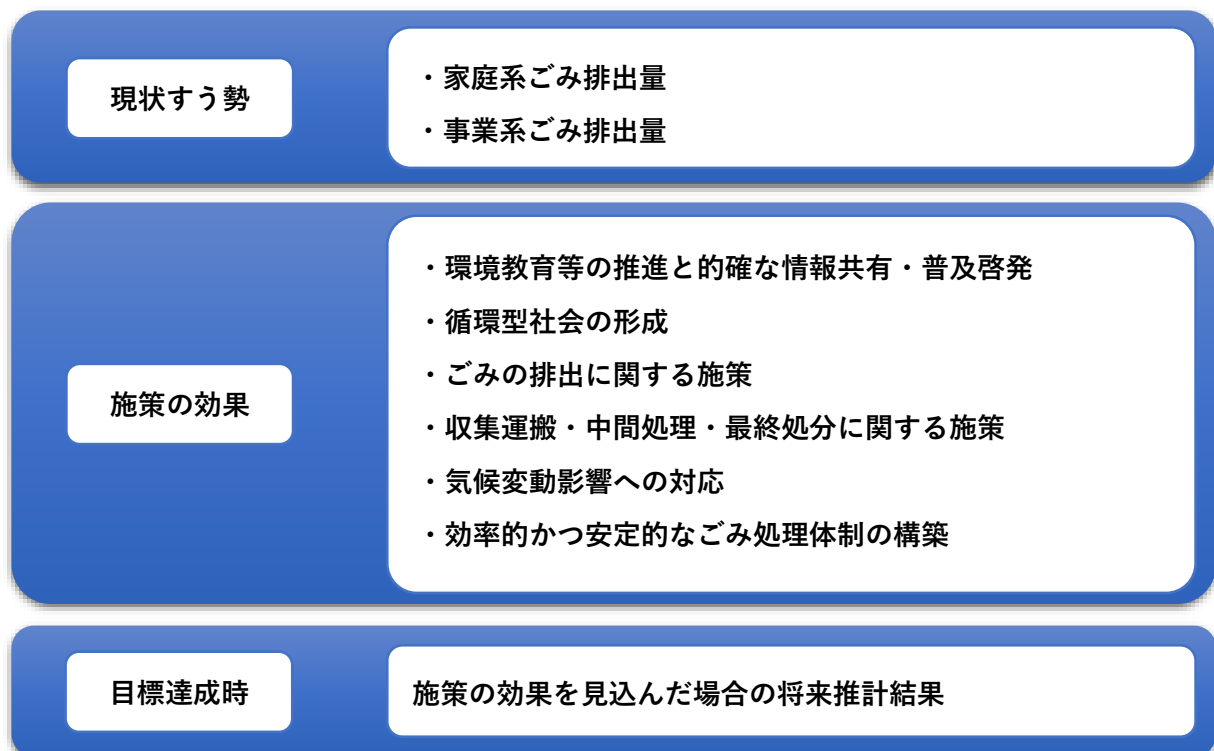 現状すう勢
・家庭系ごみ排出量
・事業系ごみ排出量
施策の効果
・環境教育等の推進と的確な情報共有・普及啓発
・循環型社会の形成
・ごみの排出に関する施策
・収集運搬・中間処理・最終処分に関する施策
・気候変動影響への対応
・効率的かつ安定的なごみ処理体制の構築
目標達成時
施策の効果を見込んだ場合の将来推計結果